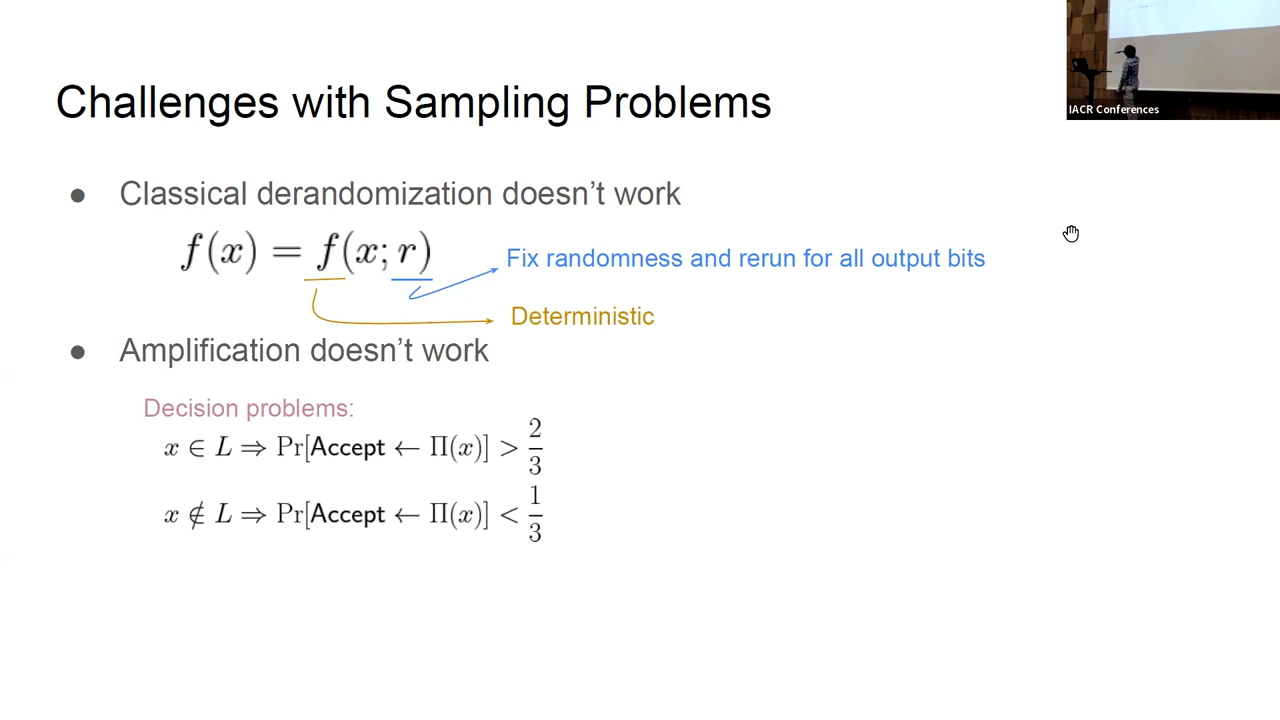 Challenges with Sampling Problems
IACR Conferences
● Classical derandomization doesn't work
f(x) = f(x; r)
Fix randomness and rerun for all output bits
Deterministic
● Amplification doesn't work
Decision problems:
x ∈ L ⇒ Pr[Accept ← Π(x)] > 2/3
x ∉ L ⇒ Pr[Accept ← Π(x)] < 1/3